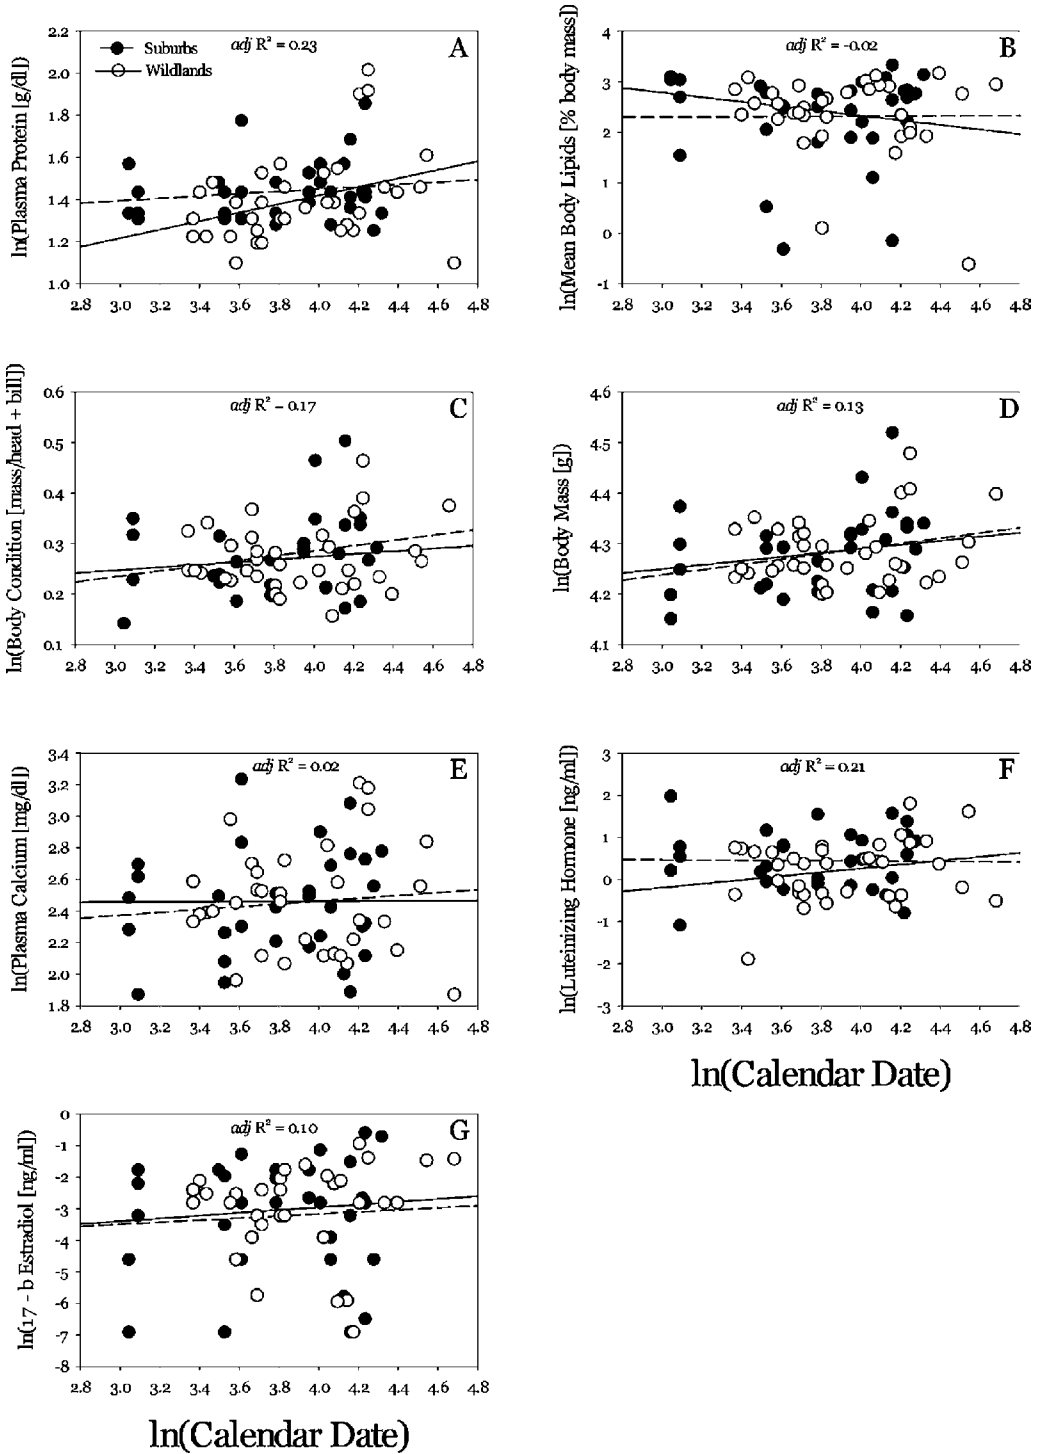 ln(Plasma Protein [g/dl])
2.2
2.0
1.8
1.6
1.4
1.2
1.0
Suburbs
Wildlands
adj R² = 0.23
A
2.8 3.0 3.2 3.4 3.6 3.8 4.0 4.2 4.4 4.6 4.8
ln(Mean Body Lipids [% body mass])
4
3
2
1
0
-1
adj R² = -0.02
B
2.8 3.0 3.2 3.4 3.6 3.8 4.0 4.2 4.4 4.6 4.8
ln(Body Condition [mass/head + bill])
0.6
0.5
0.4
0.3
0.2
0.1
adj R² – 0.17
C
2.8 3.0 3.2 3.4 3.6 3.8 4.0 4.2 4.4 4.6 4.8
ln(Body Mass [g])
4.6
4.5
4.4
4.3
4.2
4.1
adj R² = 0.13
D
2.8 3.0 3.2 3.4 3.6 3.8 4.0 4.2 4.4 4.6 4.8
ln(Plasma Calcium [mg/dl])
3.4
3.2
3.0
2.8
2.6
2.4
2.2
2.0
1.8
adj R² = 0.02
E
2.8 3.0 3.2 3.4 3.6 3.8 4.0 4.2 4.4 4.6 4.8
ln(Luteinizing Hormone [ng/ml])
3
2
1
0
-1
-2
-3
adj R² = 0.21
F
2.8 3.0 3.2 3.4 3.6 3.8 4.0 4.2 4.4 4.6 4.8
ln(Calendar Date)
ln(17 - b Estradiol [ng/ml])
0
-1
-2
-3
-4
-5
-6
-7
-8
adj R² = 0.10
G
2.8 3.0 3.2 3.4 3.6 3.8 4.0 4.2 4.4 4.6 4.8
ln(Calendar Date)